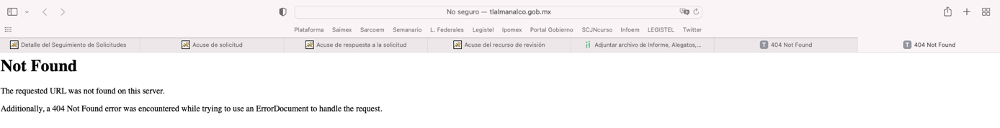 No seguro — tlalmanalco.gob.mx
Plataforma Saimex Sarcoem Semanario L. Federales Legistel Ipomex Portal Gobierno SCJNcurso Infoem LEGISTEL Twitter
Detalle del Seguimiento de Solicitudes Acuse de solicitud Acuse de respuesta a la solicitud Acuse del recurso de revisión Adjuntar archivo de Informe, Alegatos,... T 404 Not Found T 404 Not Found
Not Found
The requested URL was not found on this server.
Additionally, a 404 Not Found error was encountered while trying to use an ErrorDocument to handle the request.